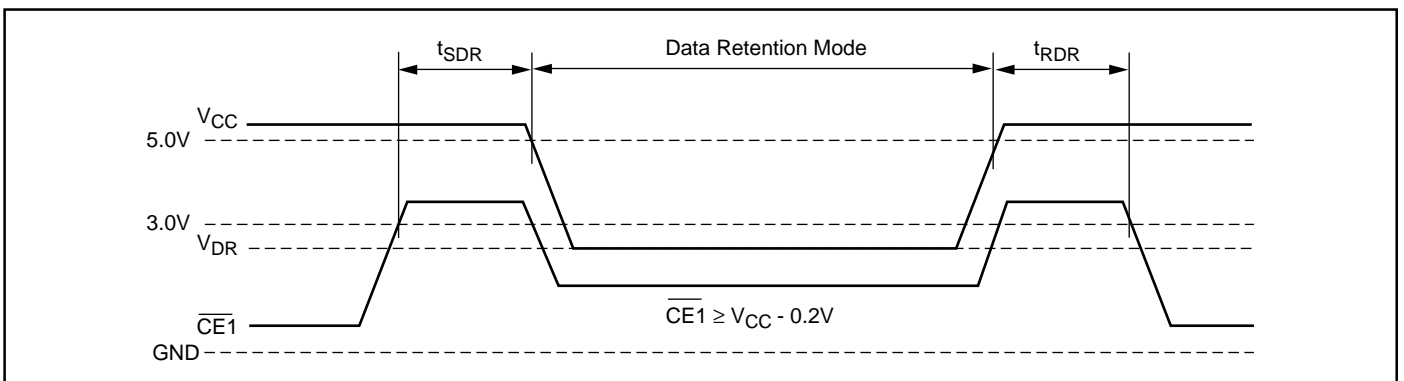 tSDR Data Retention Mode tRDR
VCC
5.0V
3.0V
VDR
CE1 ≥ VCC - 0.2V
CE1
GND